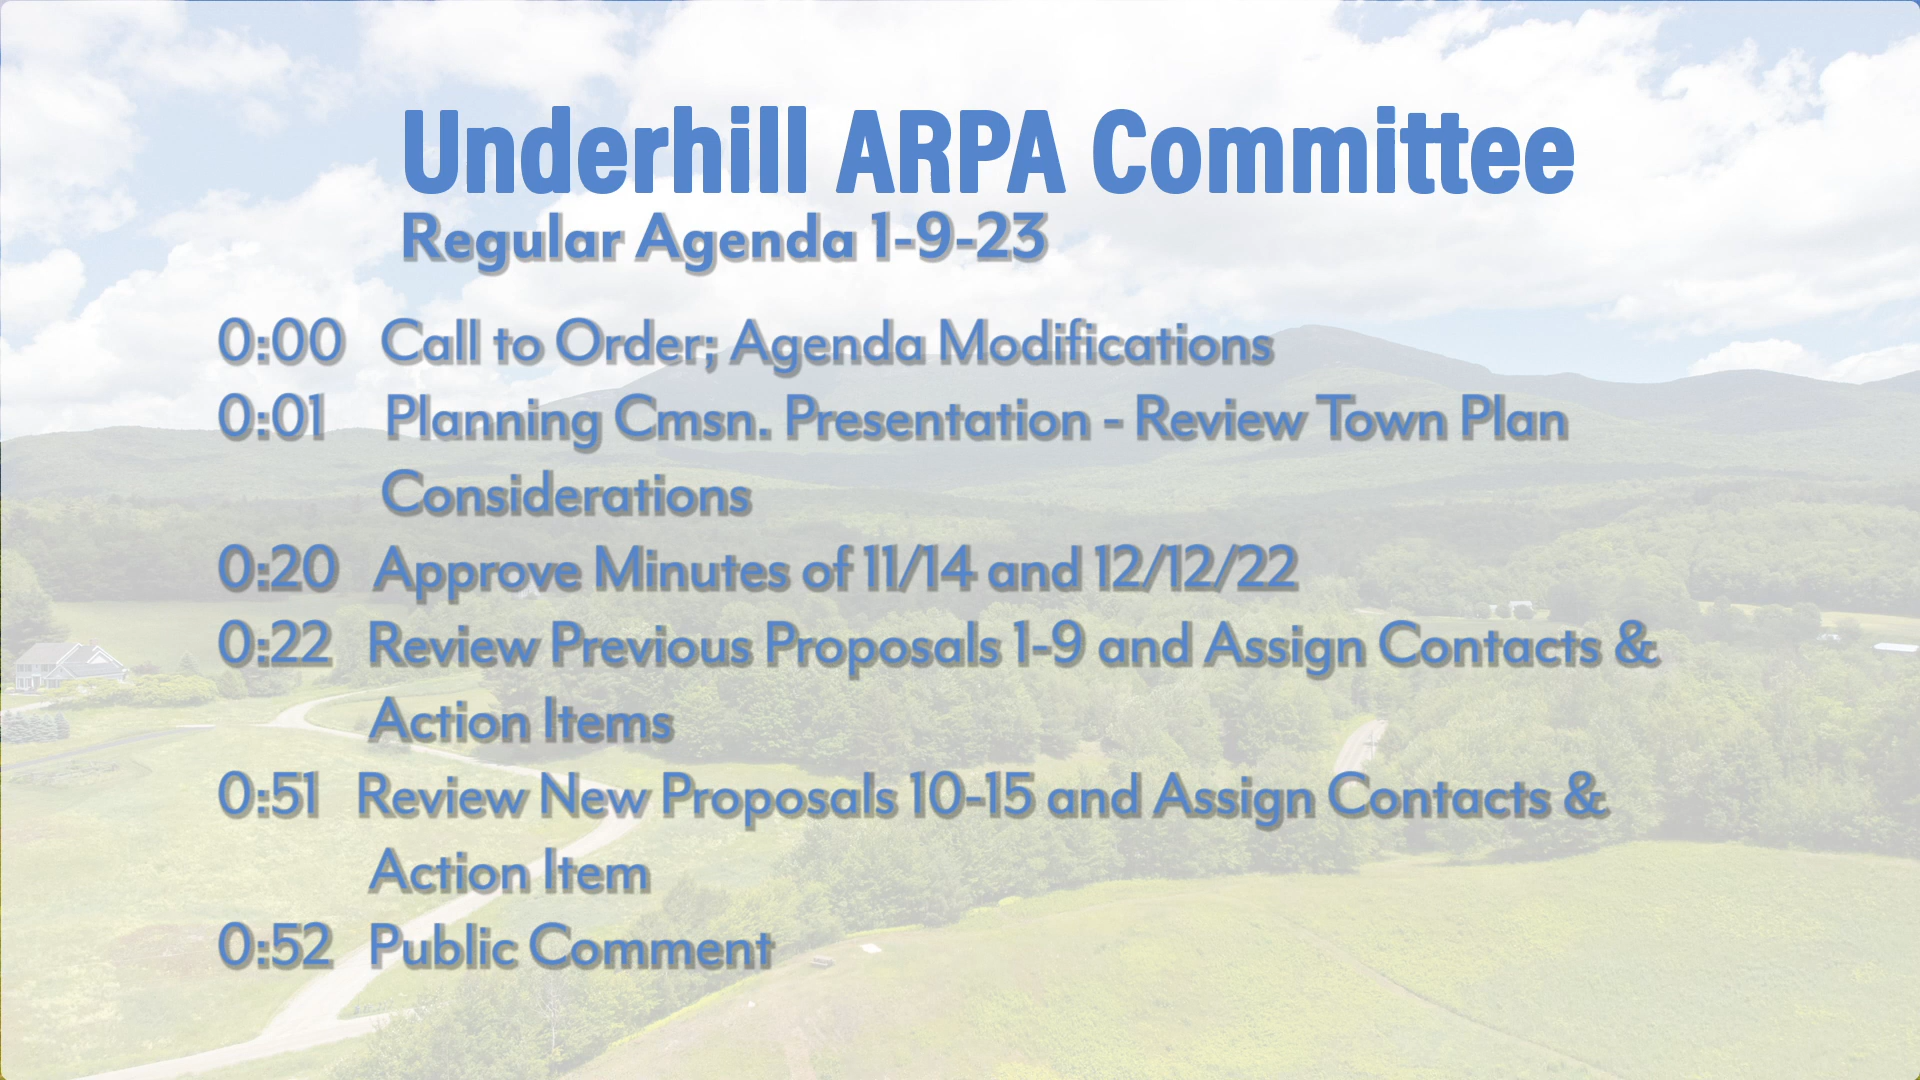 Underhill ARPA Committee
Regular Agenda 1-9-23
0:00 Call to Order; Agenda Modifications
0:01 Planning Cmsn. Presentation - Review Town Plan
Considerations
0:20 Approve Minutes of 11/14 and 12/12/22
0:22 Review Previous Proposals 1-9 and Assign Contacts &
Action Items
0:51 Review New Proposals 10-15 and Assign Contacts &
Action Item
0:52 Public Comment